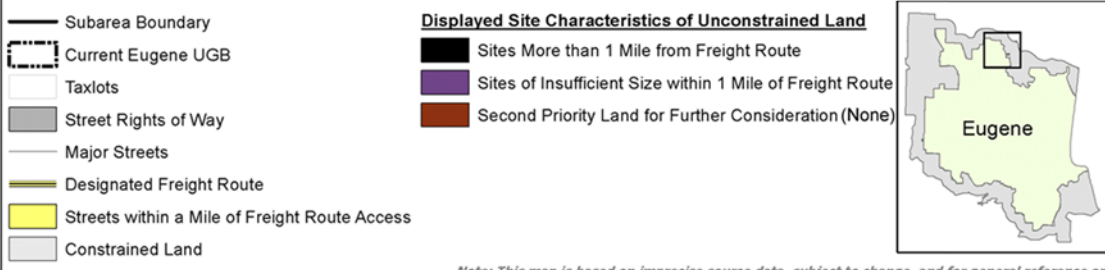 Subarea Boundary
Current Eugene UGB
Taxlots
Street Rights of Way
Major Streets
Designated Freight Route
Streets within a Mile of Freight Route Access
Constrained Land
Displayed Site Characteristics of Unconstrained Land
Sites More than 1 Mile from Freight Route
Sites of Insufficient Size within 1 Mile of Freight Route
Second Priority Land for Further Consideration (None)
Eugene
Note: This map is based on imprecise source data, subject to change, and for general reference